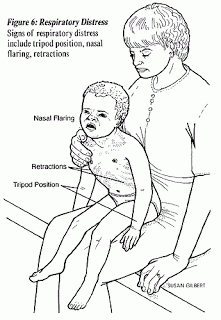 Figure 6: Respiratory Distress
Signs of respiratory distress
include tripod position, nasal
flaring, retractions
Nasal Flaring
Retractions
Tripod Position
SUSAN GILBERT